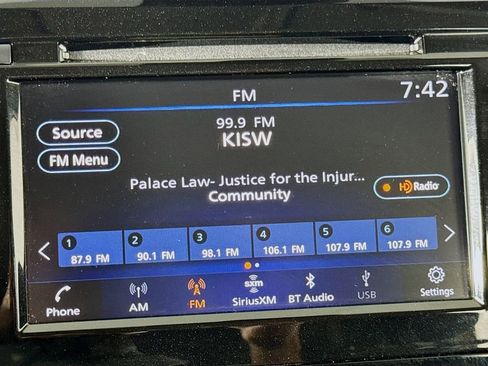 FM
7:42
Source
99.9 FM
KISW
FM Menu
Palace Law- Justice for the Injur...
Community
HD Radio
1 2 3 4 5 6
87.9 FM 90.1 FM 98.1 FM 106.1 FM 107.9 FM 107.9 FM
Phone AM FM sxm SiriusXM BT Audio USB Settings